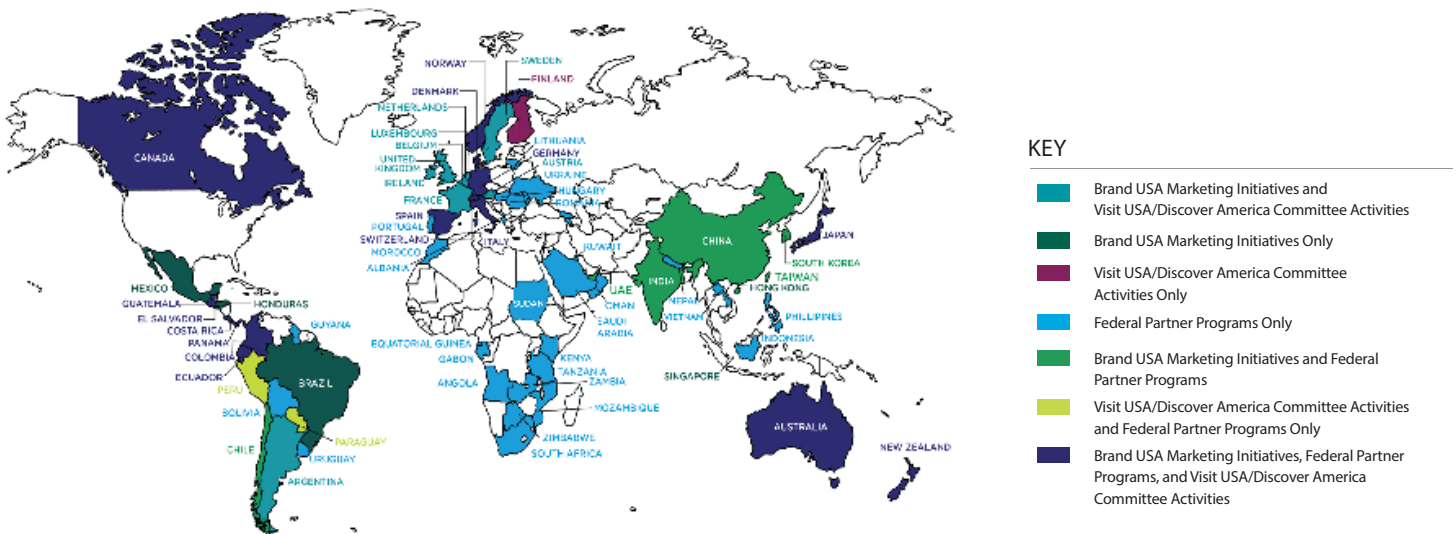 NORWAY
SWEDEN
FINLAND
DENMARK
NETHERLANDS
LUXEMBOURG
BELGIUM
UNITED
KINGDOM
IRELAND
FRANCE
LITHUANIA
GERMANY
AUSTRIA
UKRAINE
HUNGARY
ROMANIA
SPAIN
PORTUGAL
SWITZERLAND
ITALY
MOROCCO
ALBANIA
KUWAIT
CANADA
CHINA
JAPAN
SOUTH KOREA
TAIWAN
HONG KONG
INDIA
UAE
OMAN
SAUDI
ARABIA
NEPAL
VIETNAM
PHILLIPINES
INDONESIA
SINGAPORE
SUDAN
MEXICO
HONDURAS
GUATEMALA
EL SALVADOR
COSTA RICA
PANAMA
COLOMBIA
ECUADOR
GUYANA
PERU
BRAZIL
BOLIVIA
CHILE
PARAGUAY
URUGUAY
ARGENTINA
EQUATORIAL GUINEA
GABON
ANGOLA
KENYA
TANZANIA
ZAMBIA
MOZAMBIQUE
ZIMBABWE
SOUTH AFRICA
AUSTRALIA
NEW ZEALAND
KEY
Brand USA Marketing Initiatives and
Visit USA/Discover America Committee Activities
Brand USA Marketing Initiatives Only
Visit USA/Discover America Committee
Activities Only
Federal Partner Programs Only
Brand USA Marketing Initiatives and Federal
Partner Programs
Visit USA/Discover America Committee Activities
and Federal Partner Programs Only
Brand USA Marketing Initiatives, Federal Partner
Programs, and Visit USA/Discover America
Committee Activities